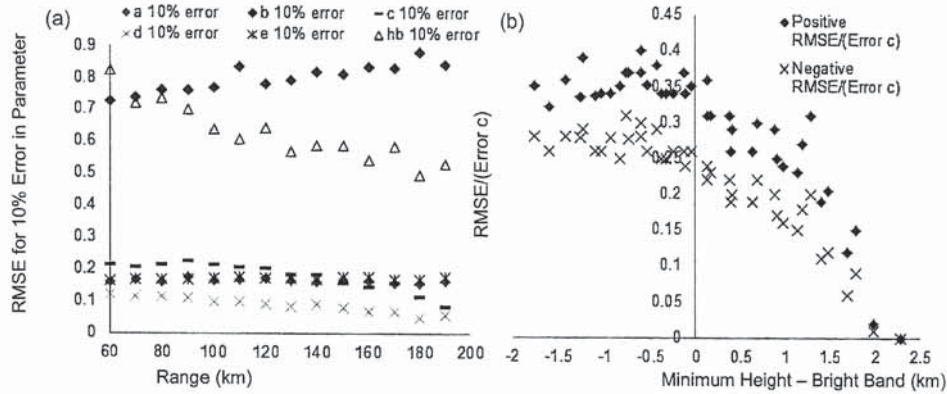 (a)
a 10% error
b 10% error
c 10% error
d 10% error
e 10% error
hb 10% error
RMSE for 10% Error in Parameter
0.9
0.8
0.7
0.6
0.5
0.4
0.3
0.2
0.1
0
60
80
100
120
140
160
180
200
Range (km)
(b)
Positive
RMSE/(Error c)
Negative
RMSE/(Error c)
RMSE/(Error c)
0.45
0.4
0.35
0.3
0.25
0.2
0.15
0.1
0.05
0
-2
-1.5
-1
-0.5
0
0.5
1
1.5
2
2.5
Minimum Height – Bright Band (km)